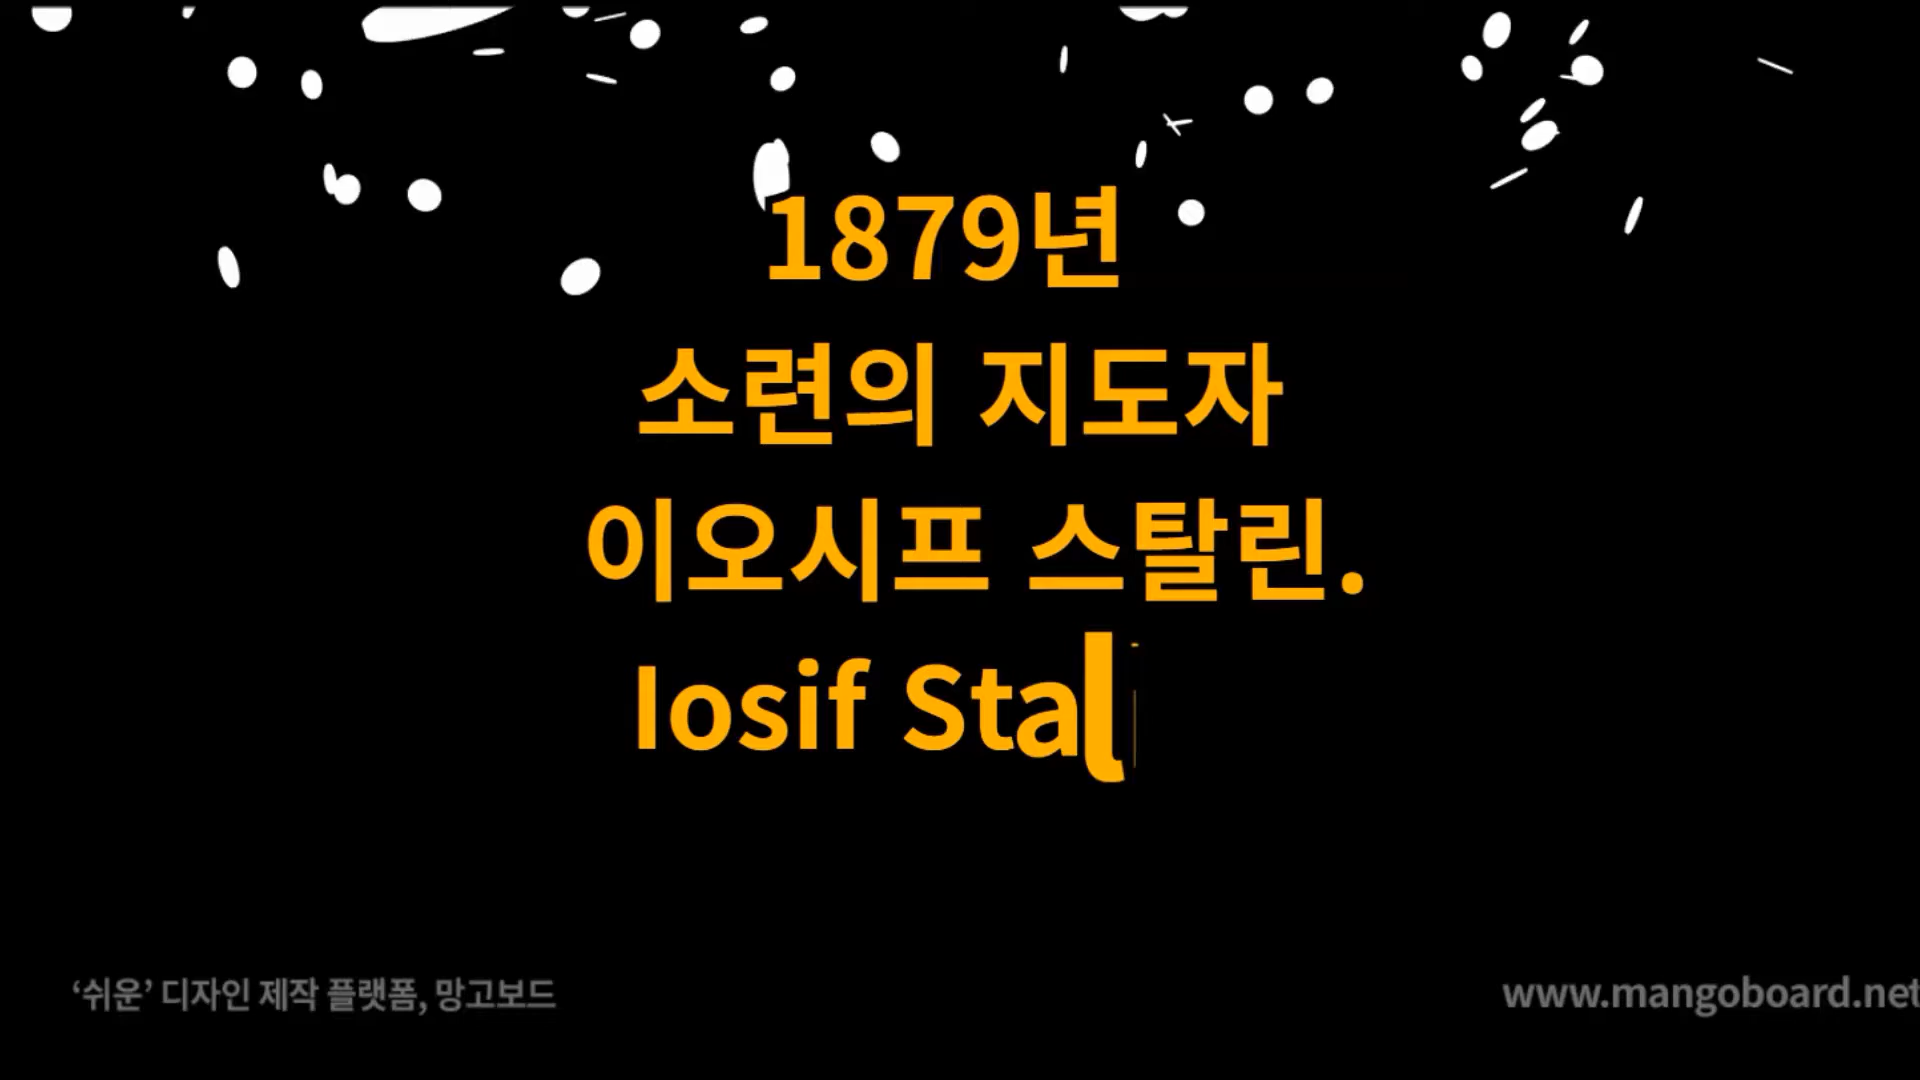 1879년
소련의 지도자
이오시프 스탈린.
Iosif Stal
‘쉬운’ 디자인 제작 플랫폼, 망고보드
www.mangoboard.net